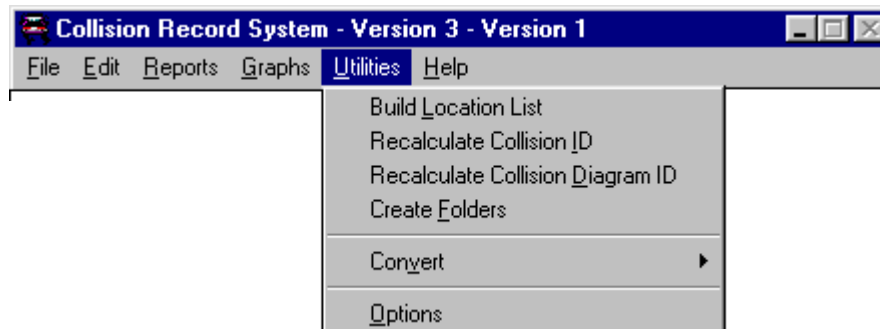 Collision Record System - Version 3 - Version 1
File Edit Reports Graphs Utilities Help
Build Location List
Recalculate Collision ID
Recalculate Collision Diagram ID
Create Folders
Convert
Options